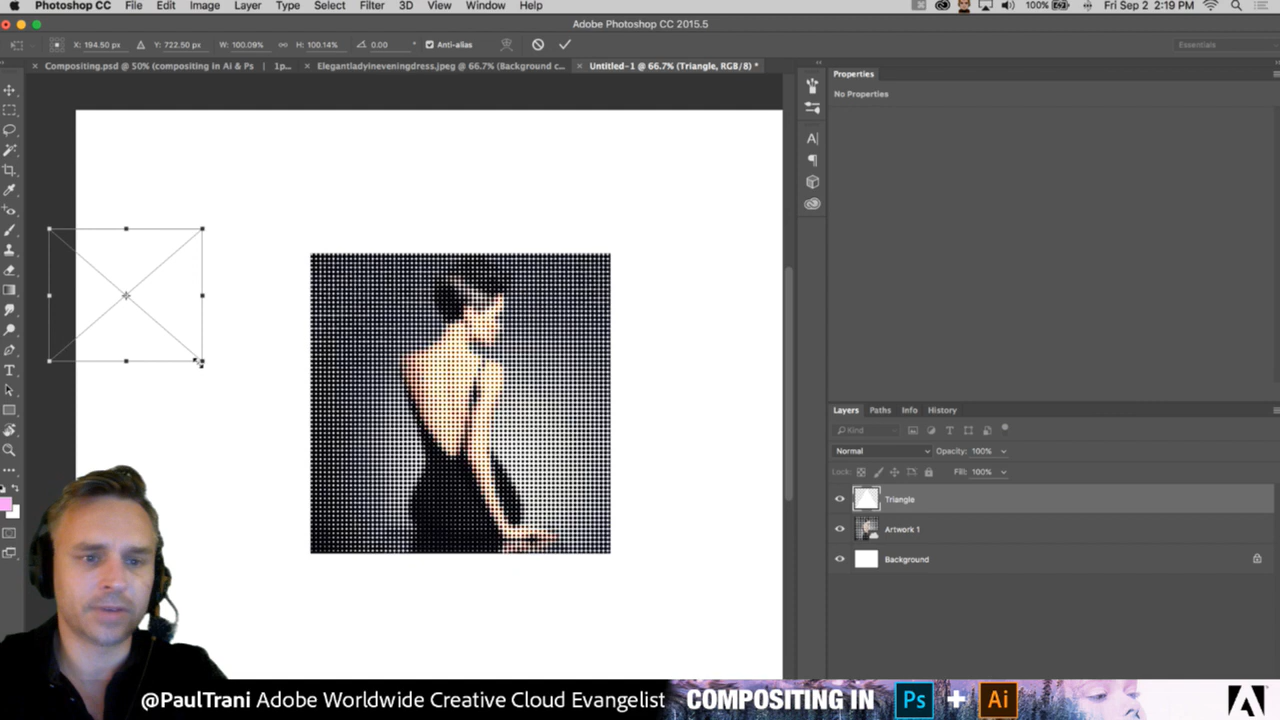 Photoshop CC File Edit Image Layer Type Select Filter 3D View Window Help 100% Fri Sep 2 2:19 PM
Adobe Photoshop CC 2015.5
X: 194.50 px Y: 722.50 px W: 100.09% H: 100.14% 0.00 ° Anti-alias Essentials
Compositing.psd @ 50% (compositing in Ai & Ps 1p... Elegantladyineveningdress.jpeg @ 66.7% (Background c... Untitled-1 @ 66.7% (Triangle, RGB/8) *
Properties
No Properties
Layers Paths Info History
Kind
Normal Opacity: 100%
Lock: Fill: 100%
Triangle
Artwork 1
Background
@PaulTrani Adobe Worldwide Creative Cloud Evangelist COMPOSITING IN Ps + Ai